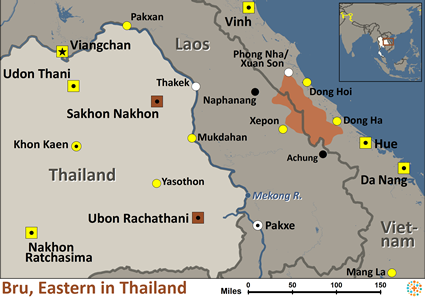 Pakxan
Vinh
Laos
Viangchan
Phong Nha/
Xuan Son
Udon Thani
Thakek
Naphanang
Dong Hoi
Sakhon Nakhon
Xepon
Dong Ha
Mukdahan
Khon Kaen
Hue
Achung
Thailand
Yasothon
Da Nang
Mekong R.
Ubon Rachathani
Pakxe
Viet-
nam
Nakhon
Ratchasima
Mang La
Bru, Eastern in Thailand
Miles 0 50 100 150